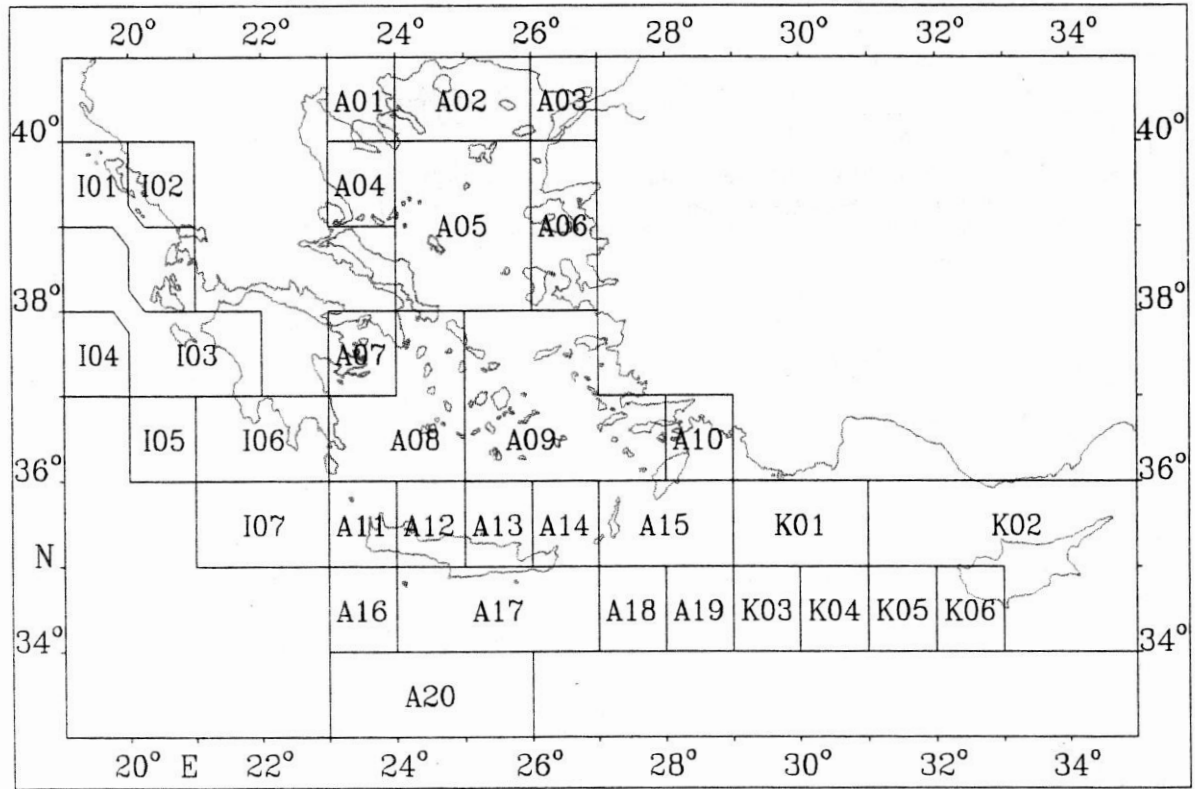 20° 22° 24° 26° 28° 30° 32° 34°
A01 A02 A03
40° 40°
I01 I02 A04 A05 A06
38° 38°
I04 I03 A07
I05 I06 A08 A09 A10
36° 36°
I07 A11 A12 A13 A14 A15 K01 K02
N
A16 A17 A18 A19 K03 K04 K05 K06
34° 34°
A20
20° E 22° 24° 26° 28° 30° 32° 34°